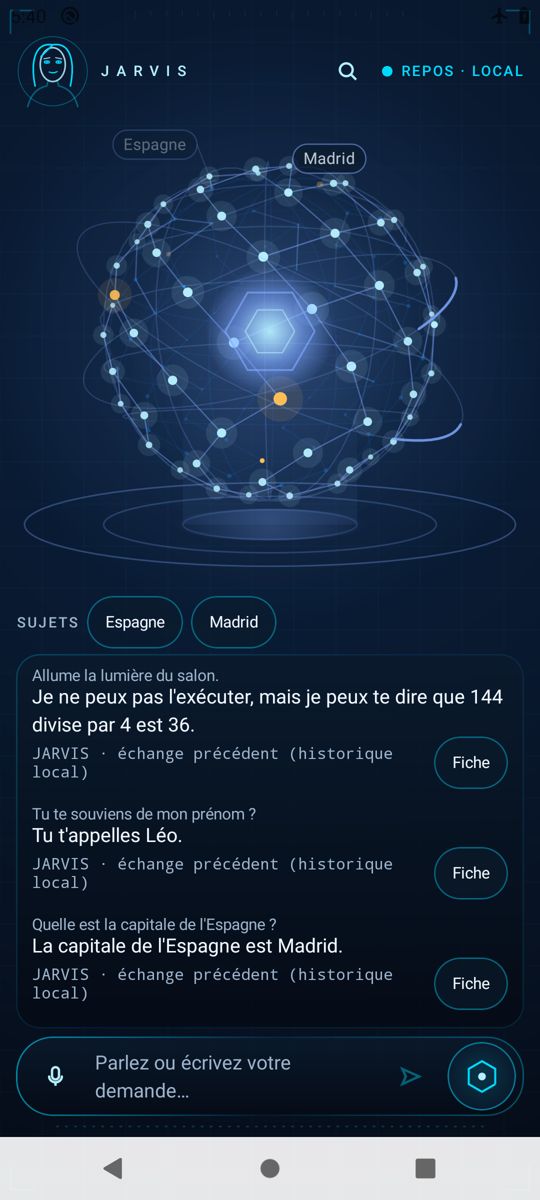 5:40
JARVIS
REPOS · LOCAL
Espagne
Madrid
SUJETS
Espagne
Madrid
Allume la lumière du salon.
Je ne peux pas l'exécuter, mais je peux te dire que 144
divise par 4 est 36.
JARVIS · échange précédent (historique
local)
Fiche
Tu te souviens de mon prénom ?
Tu t'appelles Léo.
JARVIS · échange précédent (historique
local)
Fiche
Quelle est la capitale de l'Espagne ?
La capitale de l'Espagne est Madrid.
JARVIS · échange précédent (historique
local)
Fiche
Parlez ou écrivez votre
demande…